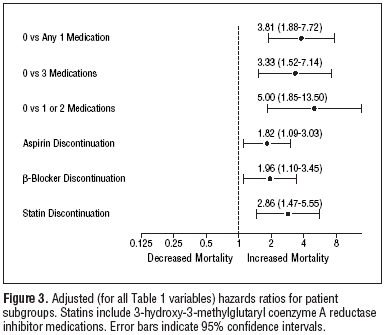 3.81 (1.88-7.72)
0 vs Any 1 Medication
3.33 (1.52-7.14)
0 vs 3 Medications
5.00 (1.85-13.50)
0 vs 1 or 2 Medications
1.82 (1.09-3.03)
Aspirin Discontinuation
1.96 (1.10-3.45)
β-Blocker Discontinuation
2.86 (1.47-5.55)
Statin Discontinuation
0.125 0.25 0.5 1 2 4 8
Decreased Mortality Increased Mortality
Figure 3. Adjusted (for all Table 1 variables) hazards ratios for patient
subgroups. Statins include 3-hydroxy-3-methylglutaryl coenzyme A reductase
inhibitor medications. Error bars indicate 95% confidence intervals.